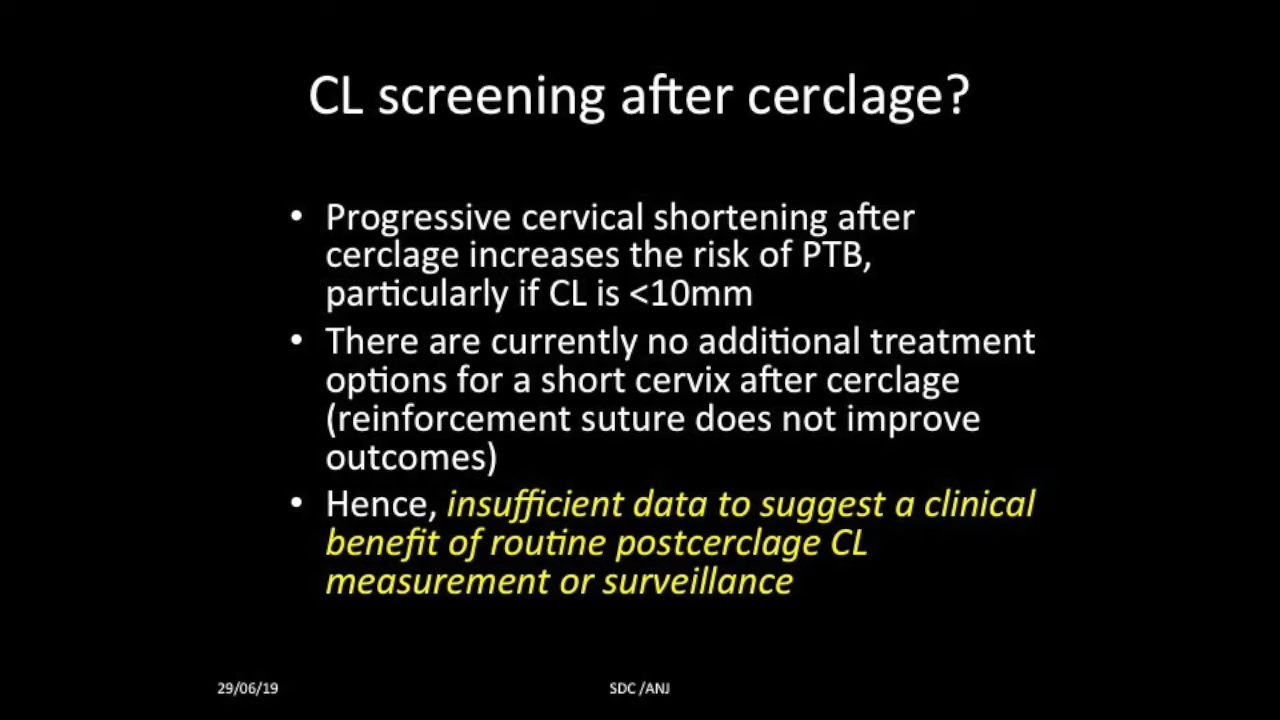 CL screening after cerclage?
• Progressive cervical shortening after
cerclage increases the risk of PTB,
particularly if CL is <10mm
• There are currently no additional treatment
options for a short cervix after cerclage
(reinforcement suture does not improve
outcomes)
• Hence, insufficient data to suggest a clinical
benefit of routine postcerclage CL
measurement or surveillance
29/06/19
SDC /ANJ